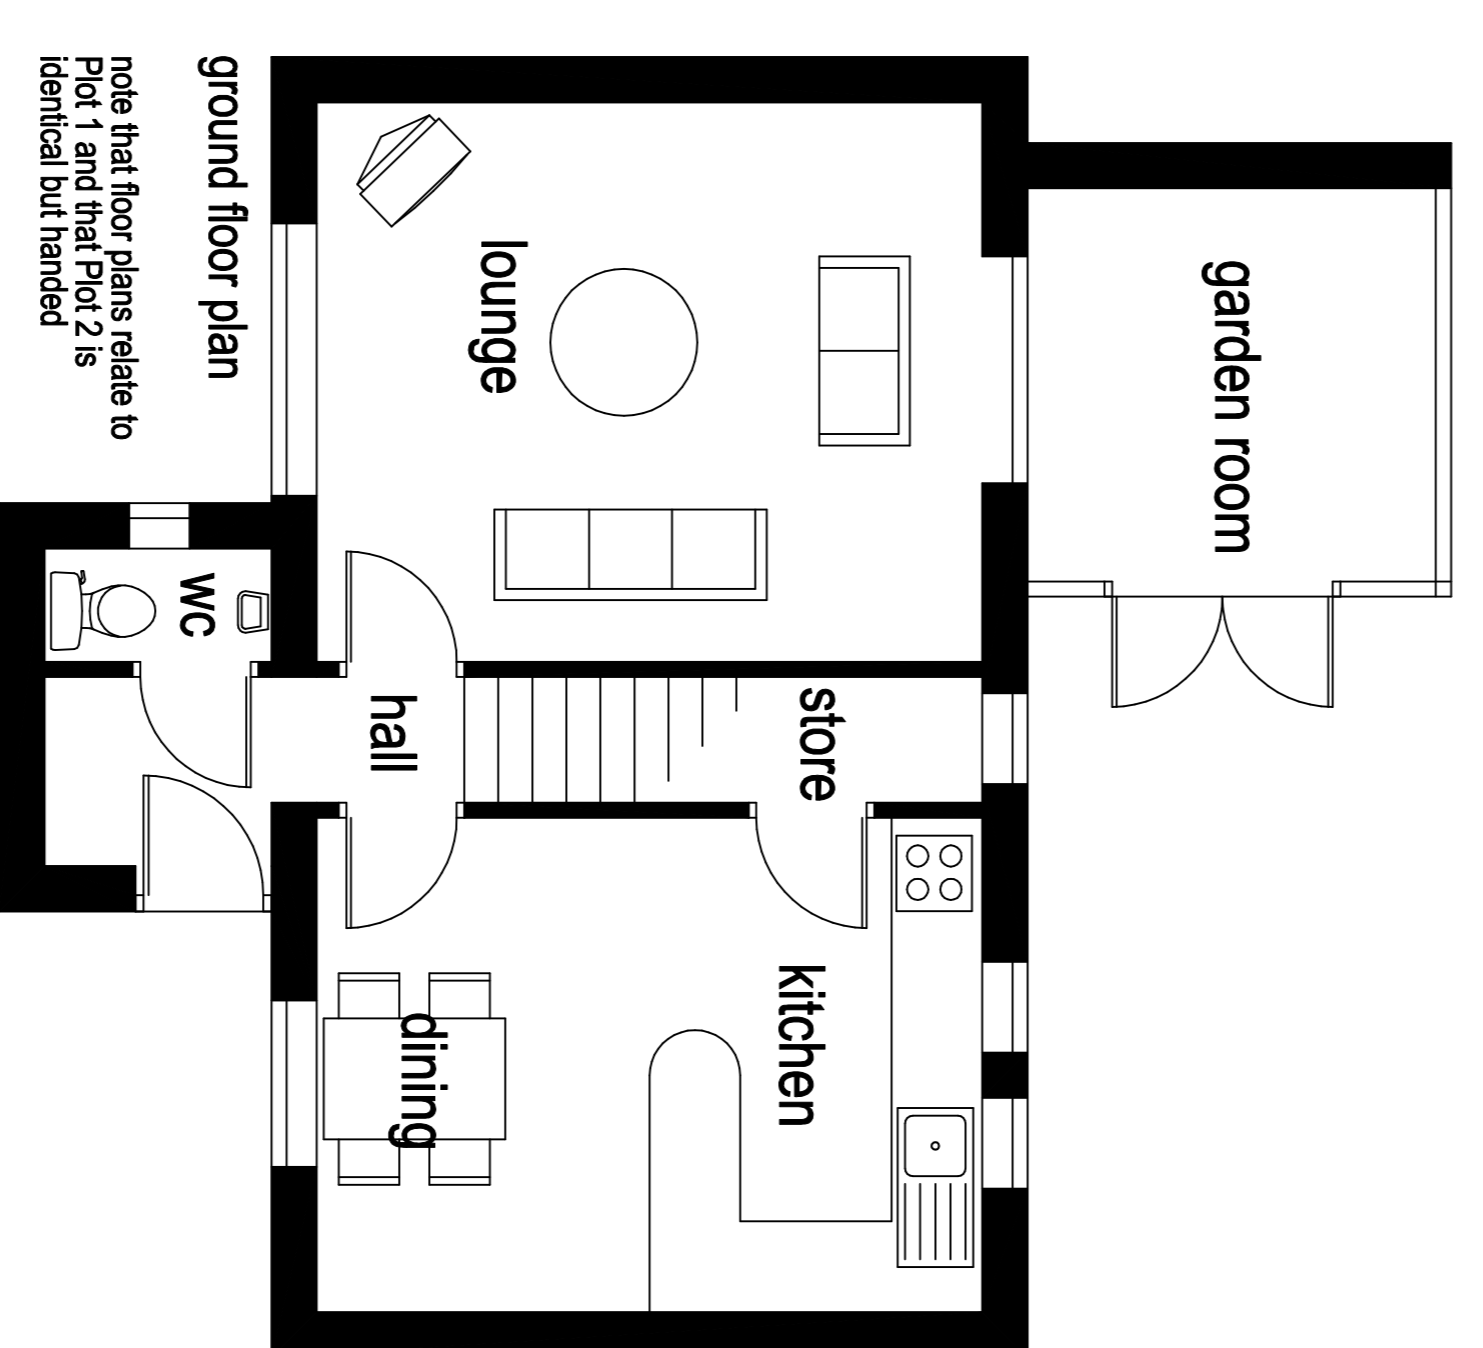 garden room
store
kitchen
lounge
hall
dining
wc
ground floor plan
note that floor plans relate to
Plot 1 and that Plot 2 is
identical but handed